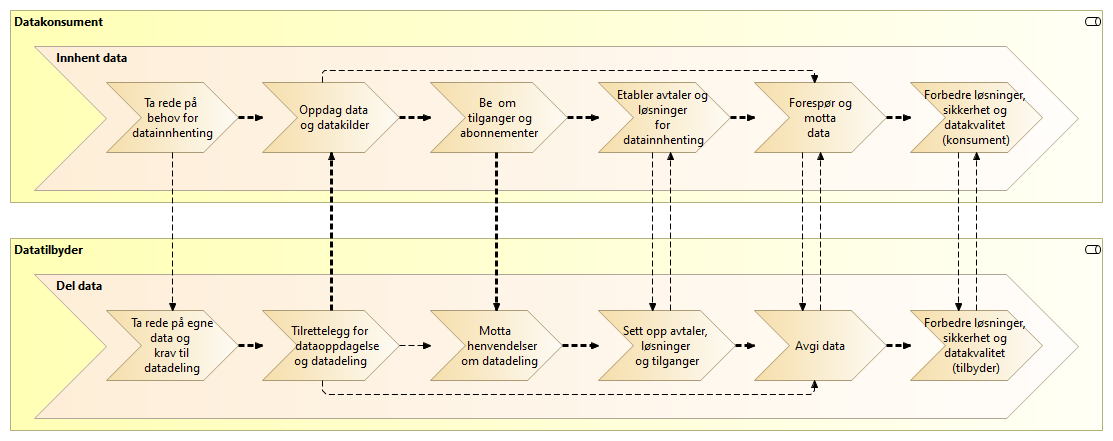 Datakonsument
Innhent data
Ta rede på
behov for
datainnhenting
Oppdag data
og datakilder
Be om
tilganger og
abonnementer
Etabler avtaler og
løsninger
for
datainnhenting
Forespør og
motta
data
Forbedre løsninger,
sikkerhet og
datakvalitet
(konsument)
Datatilbyder
Del data
Ta rede på egne
data og
krav til
datadeling
Tilrettelegg for
dataoppdagelse
og datadeling
Motta
henvendelser
om datadeling
Sett opp avtaler,
løsninger
og tilganger
Avgi data
Forbedre løsninger,
sikkerhet og
datakvalitet
(tilbyder)